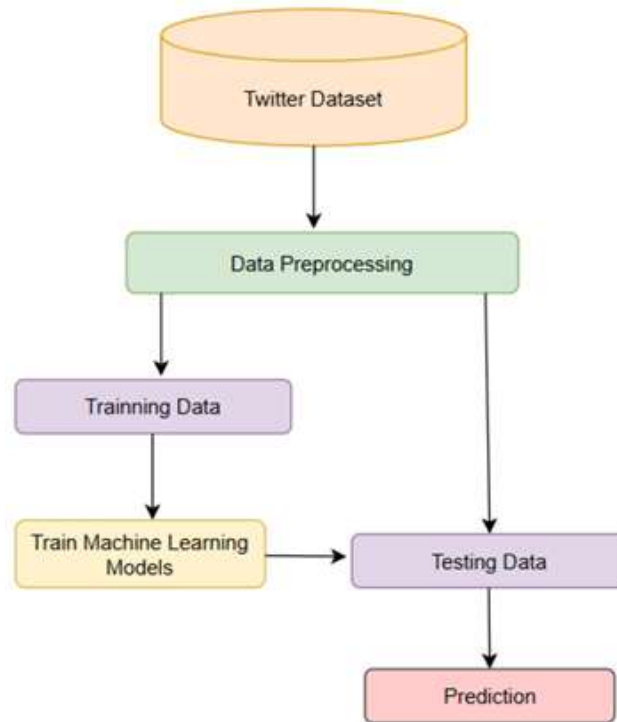 Twitter Dataset
Data Preprocessing
Trainning Data
Train Machine Learning
Models
Testing Data
Prediction